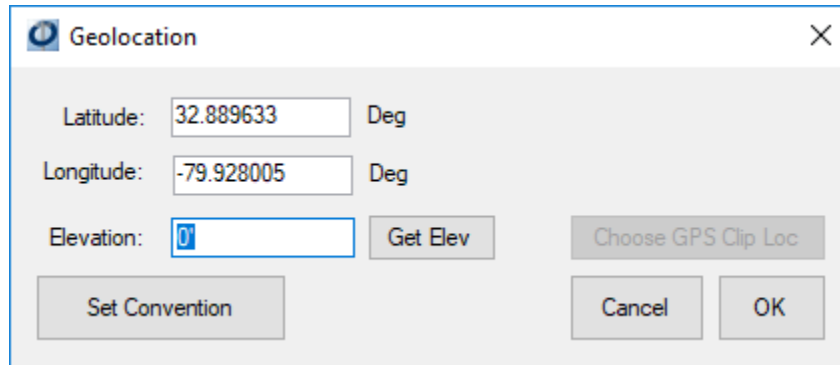 Geolocation
Latitude: 32.889633 Deg
Longitude: -79.928005 Deg
Elevation: 0' Get Elev Choose GPS Clip Loc
Set Convention Cancel OK